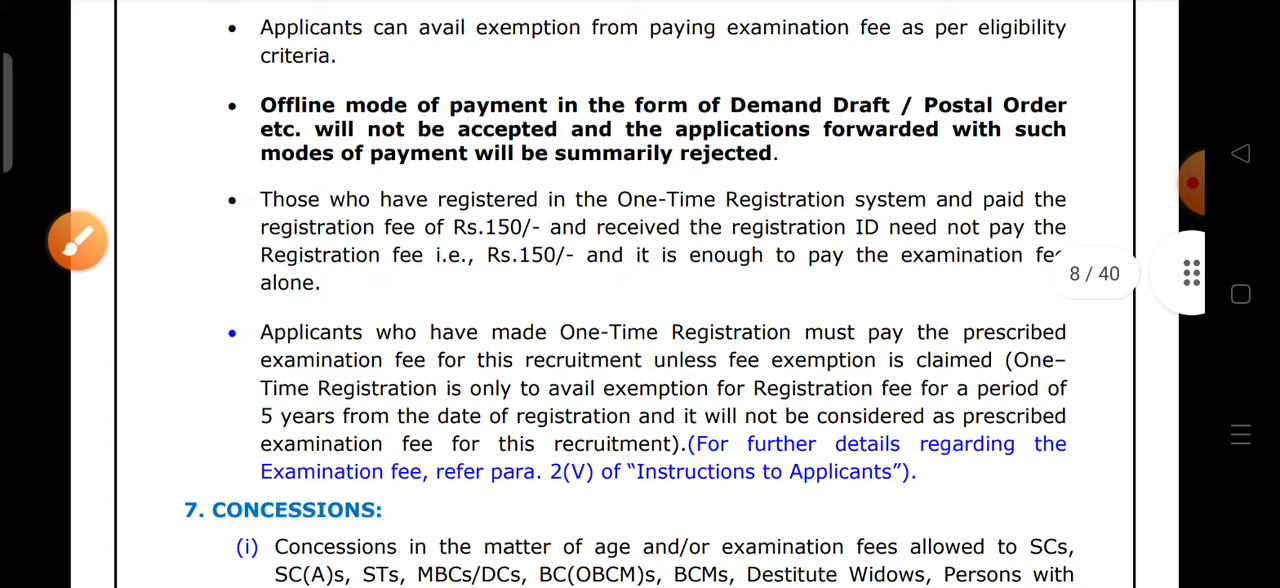 Applicants can avail exemption from paying examination fee as per eligibility
criteria.
Offline mode of payment in the form of Demand Draft / Postal Order
etc. will not be accepted and the applications forwarded with such
modes of payment will be summarily rejected.
Those who have registered in the One-Time Registration system and paid the
registration fee of Rs.150/- and received the registration ID need not pay the
Registration fee i.e., Rs.150/- and it is enough to pay the examination fee
alone.
8 / 40
Applicants who have made One-Time Registration must pay the prescribed
examination fee for this recruitment unless fee exemption is claimed (One–
Time Registration is only to avail exemption for Registration fee for a period of
5 years from the date of registration and it will not be considered as prescribed
examination fee for this recruitment).(For further details regarding the
Examination fee, refer para. 2(V) of “Instructions to Applicants”).
7. CONCESSIONS:
(i) Concessions in the matter of age and/or examination fees allowed to SCs,
SC(A)s, STs, MBCs/DCs, BC(OBCM)s, BCMs, Destitute Widows, Persons with